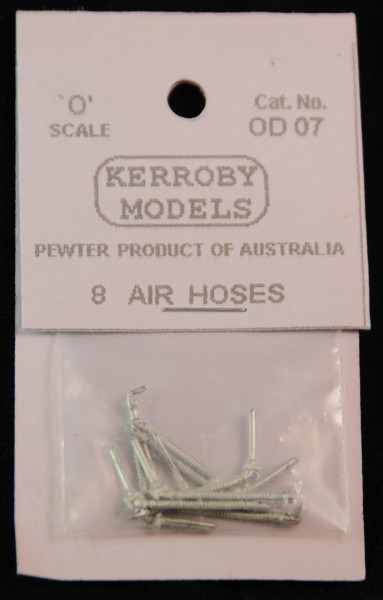 'O'
SCALE
Cat. No.
OD 07
KERROBY
MODELS
PEWTER PRODUCT OF AUSTRALIA
8 AIR HOSES